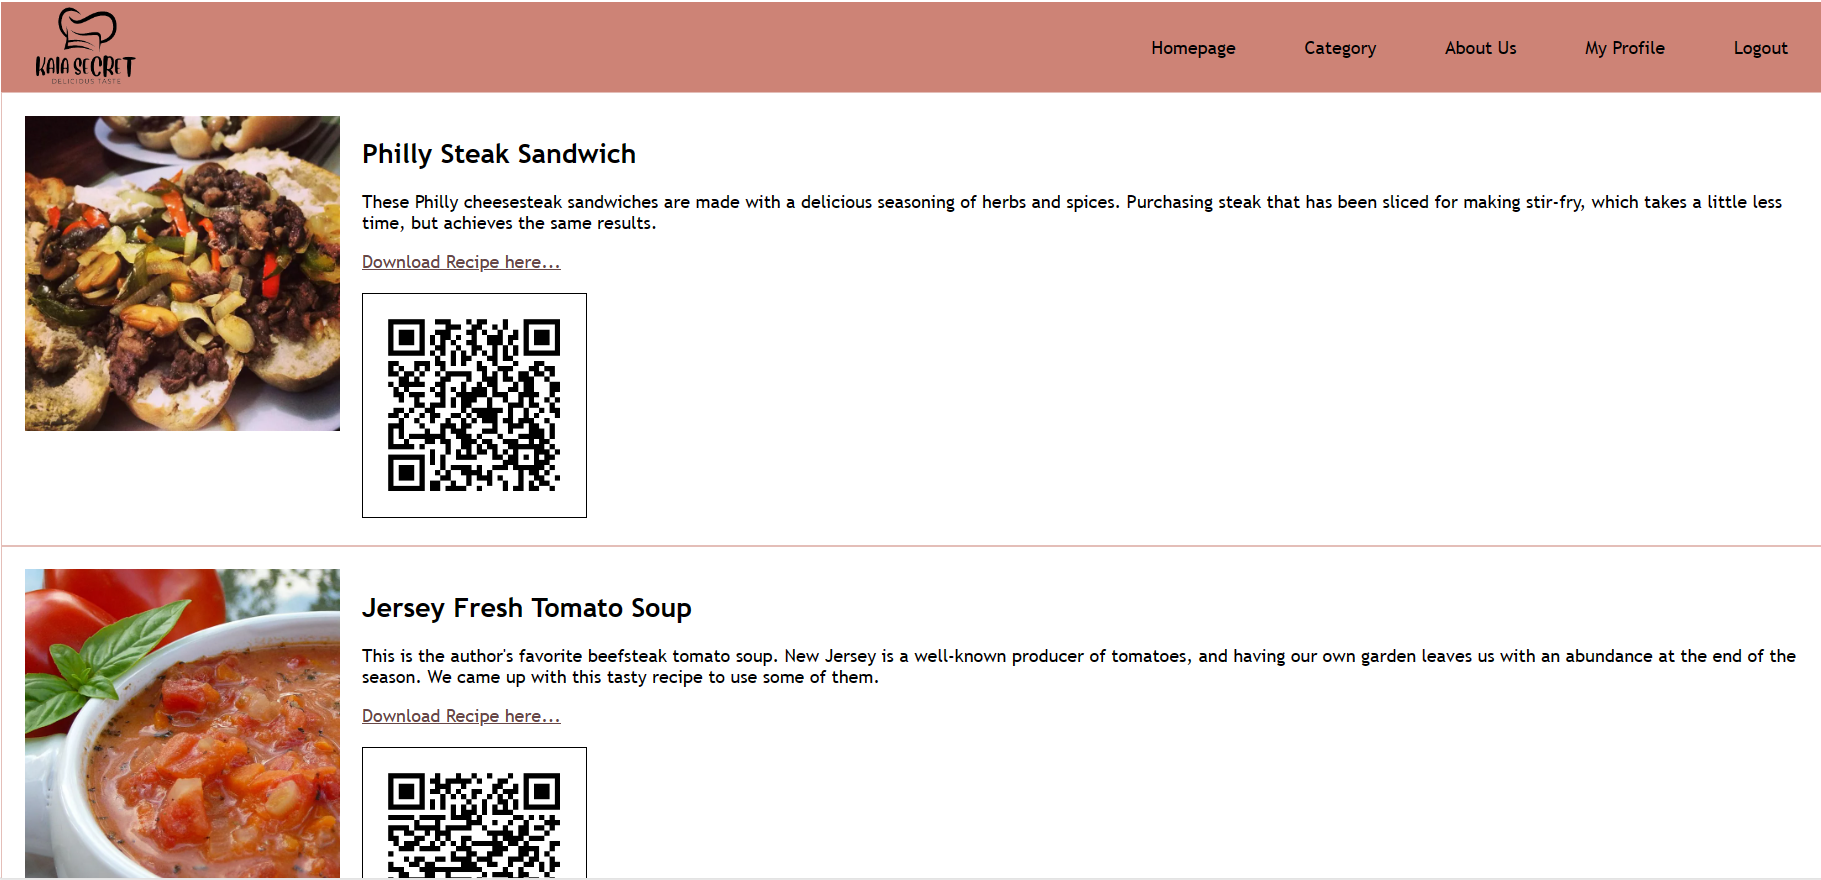 KAIA SECRET
DELICIOUS TASTE
Homepage Category About Us My Profile Logout
Philly Steak Sandwich
These Philly cheesesteak sandwiches are made with a delicious seasoning of herbs and spices. Purchasing steak that has been sliced for making stir-fry, which takes a little less
time, but achieves the same results.
Download Recipe here...
Jersey Fresh Tomato Soup
This is the author's favorite beefsteak tomato soup. New Jersey is a well-known producer of tomatoes, and having our own garden leaves us with an abundance at the end of the
season. We came up with this tasty recipe to use some of them.
Download Recipe here...